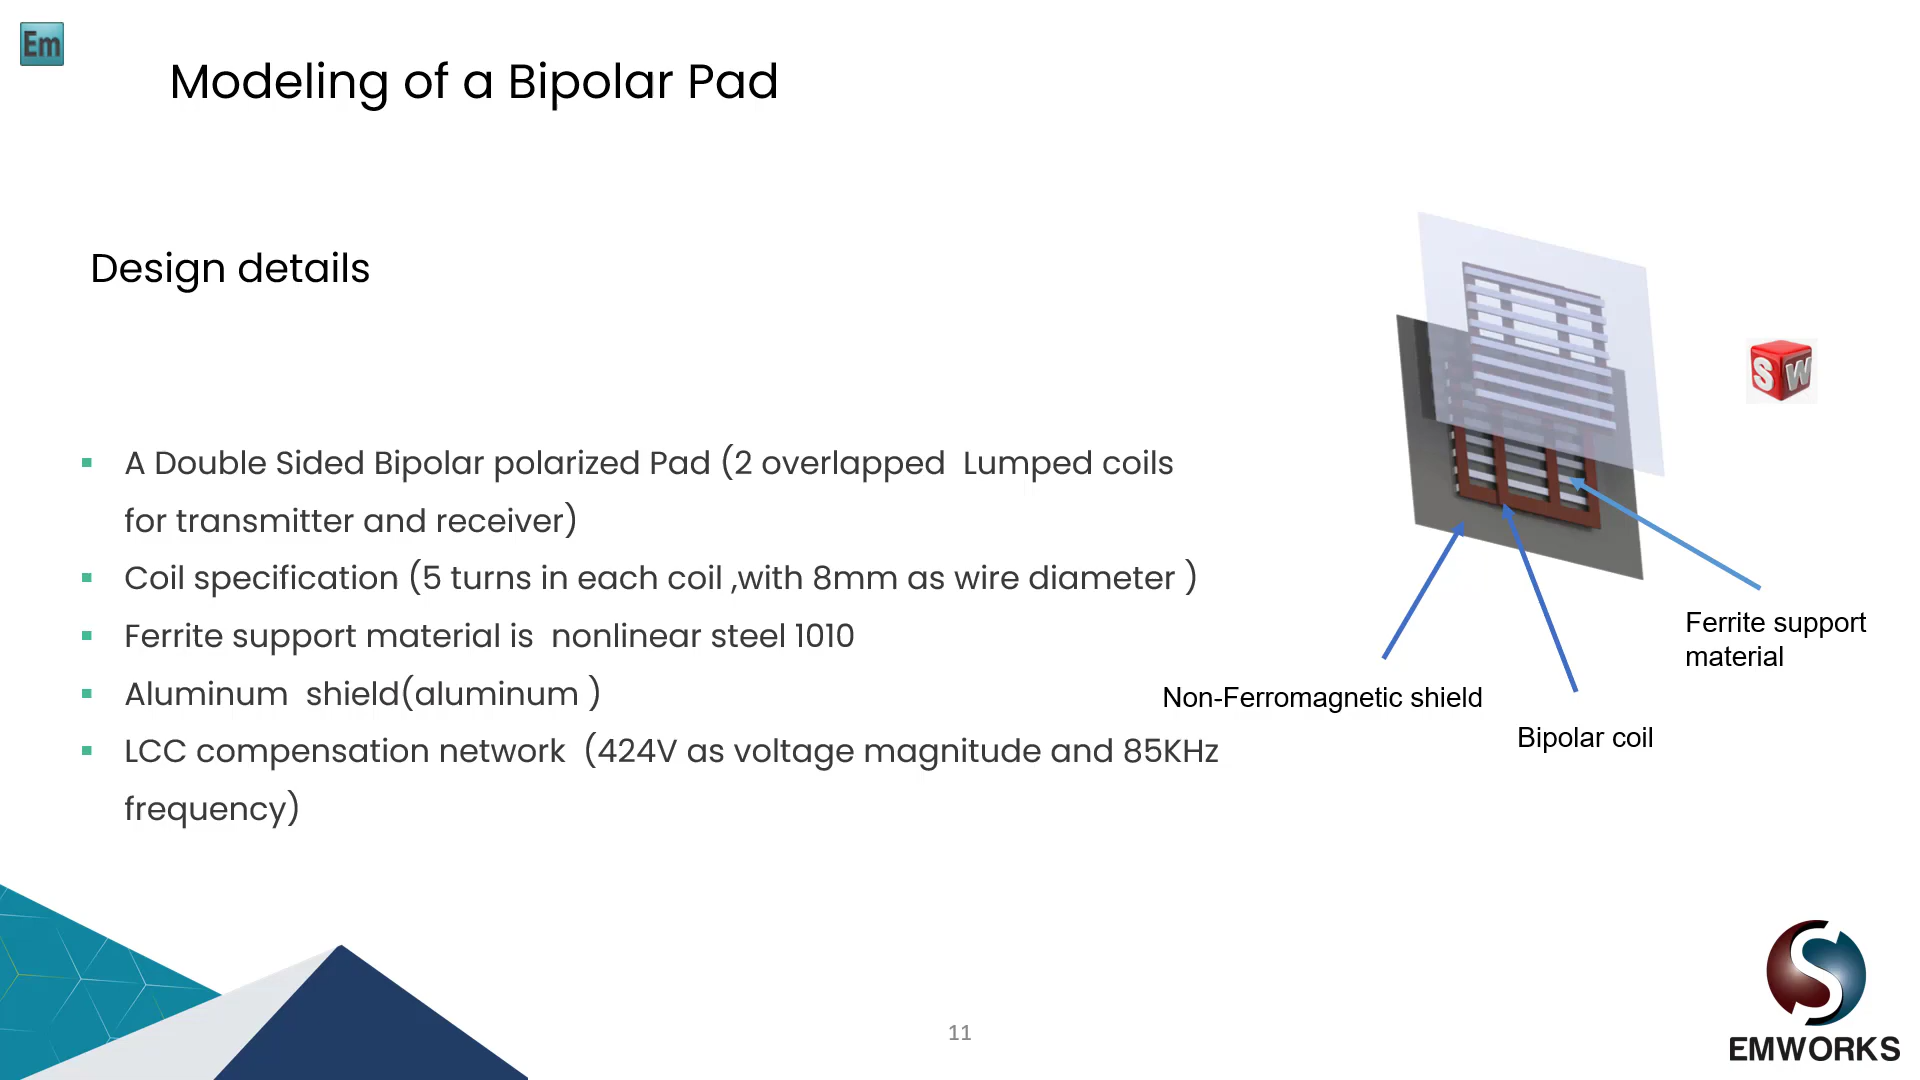 Em
Modeling of a Bipolar Pad
Design details
▪ A Double Sided Bipolar polarized Pad (2 overlapped  Lumped coils
for transmitter and receiver)
▪ Coil specification (5 turns in each coil ,with 8mm as wire diameter )
▪ Ferrite support material is  nonlinear steel 1010
▪ Aluminum  shield(aluminum )
▪ LCC compensation network  (424V as voltage magnitude and 85KHz
frequency)
S W
Ferrite support
material
Non-Ferromagnetic shield
Bipolar coil
11
S
EMWORKS